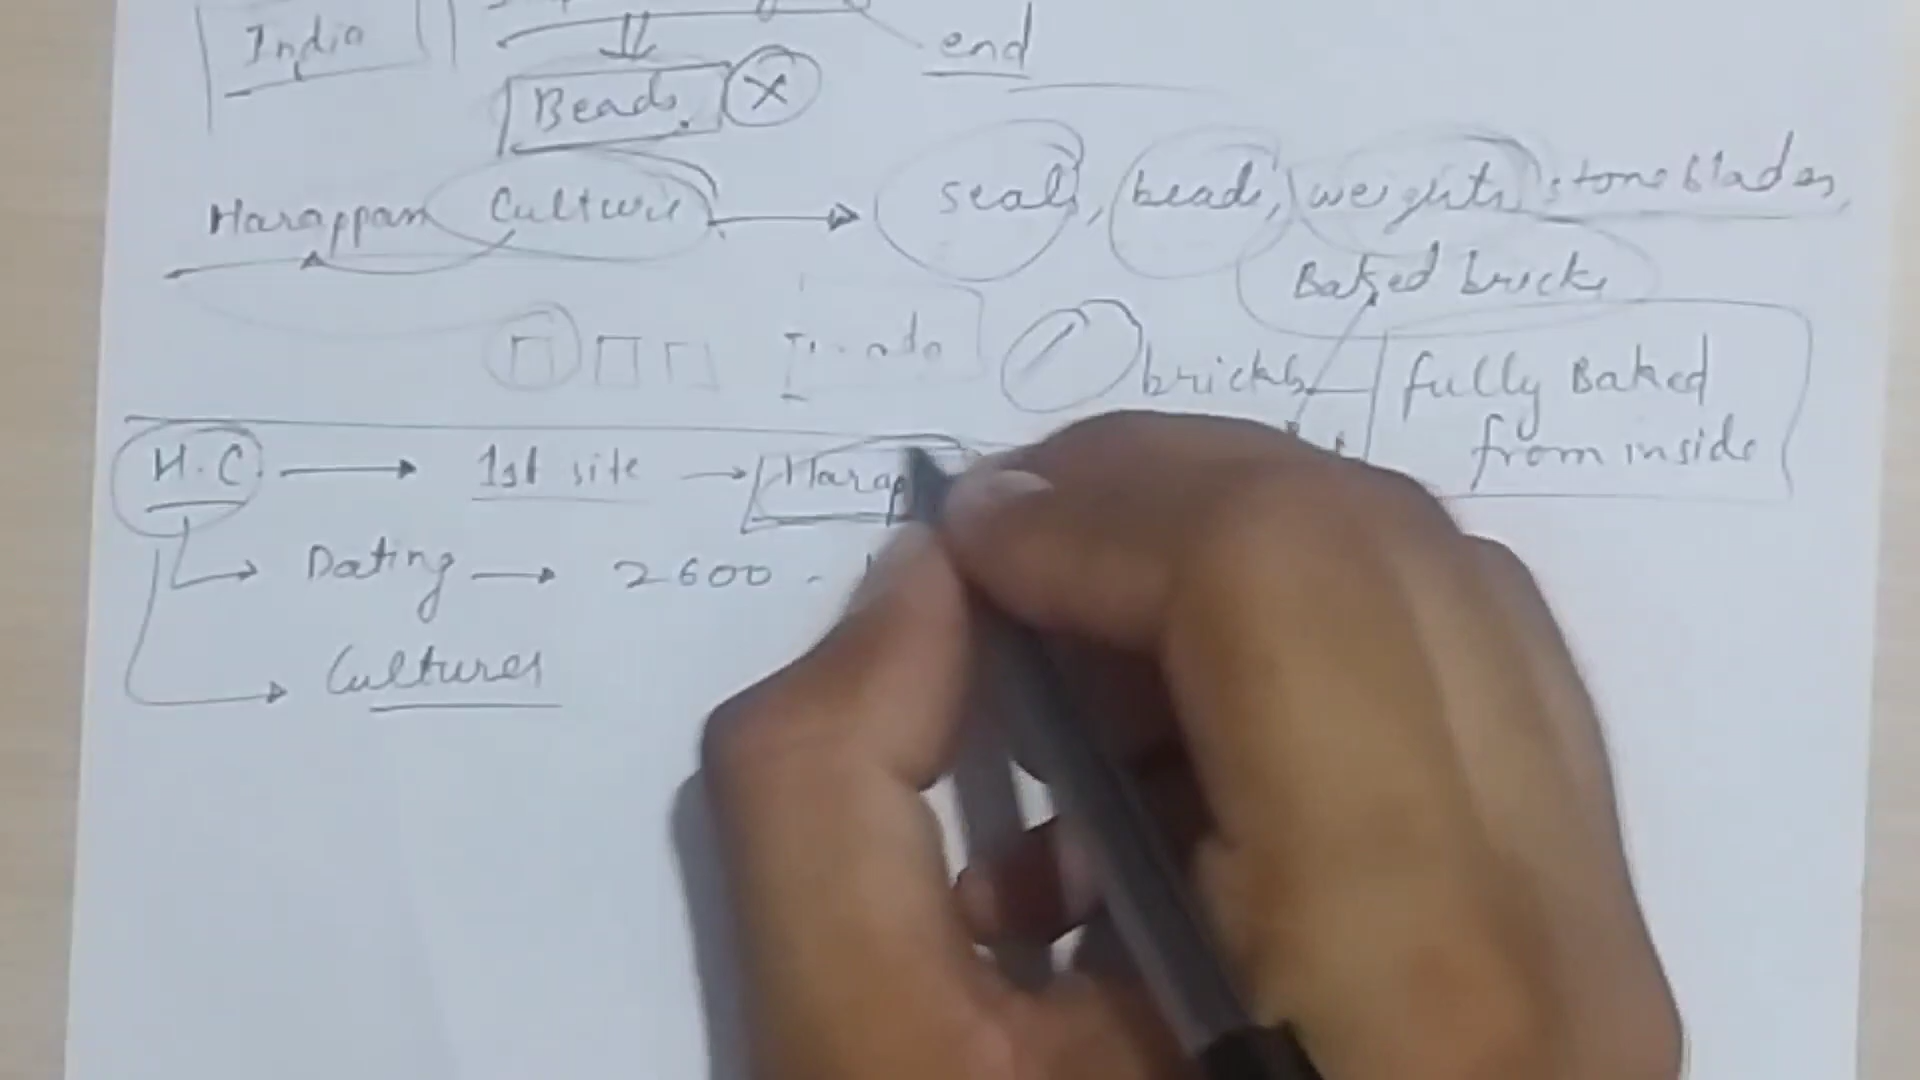 India
end
Beads
Harappan Culture → seals, beads, weights, stone blades,
Baked bricks
bricks
fully Baked
from inside
H.C. → 1st site → Harap
Dating → 2600 -
Cultures